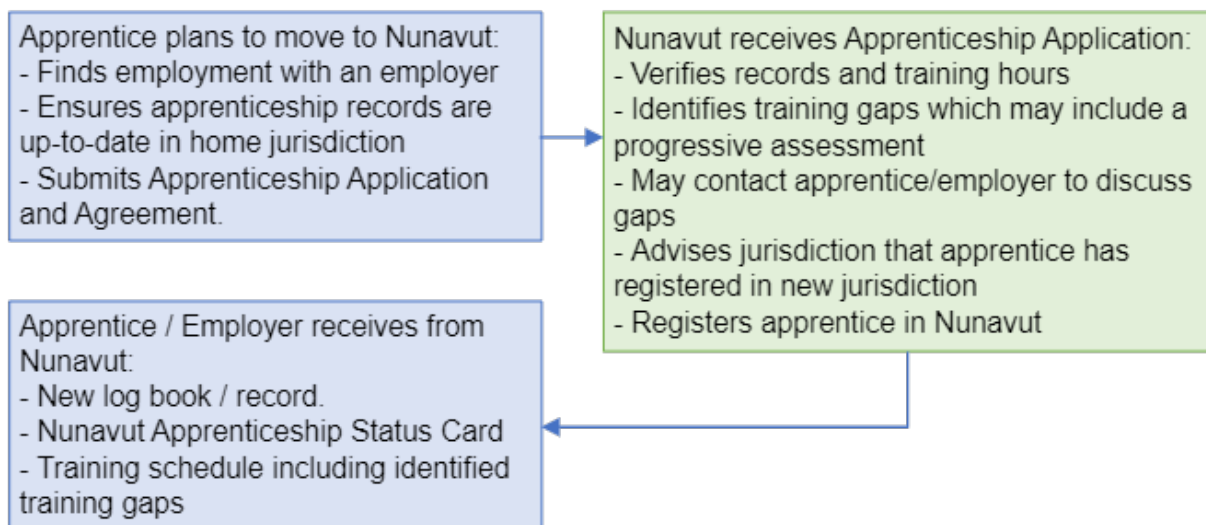 Apprentice plans to move to Nunavut:
- Finds employment with an employer
- Ensures apprenticeship records are
up-to-date in home jurisdiction
- Submits Apprenticeship Application
and Agreement.
Nunavut receives Apprenticeship Application:
- Verifies records and training hours
- Identifies training gaps which may include a
progressive assessment
- May contact apprentice/employer to discuss
gaps
- Advises jurisdiction that apprentice has
registered in new jurisdiction
- Registers apprentice in Nunavut
Apprentice / Employer receives from
Nunavut:
- New log book / record.
- Nunavut Apprenticeship Status Card
- Training schedule including identified
training gaps